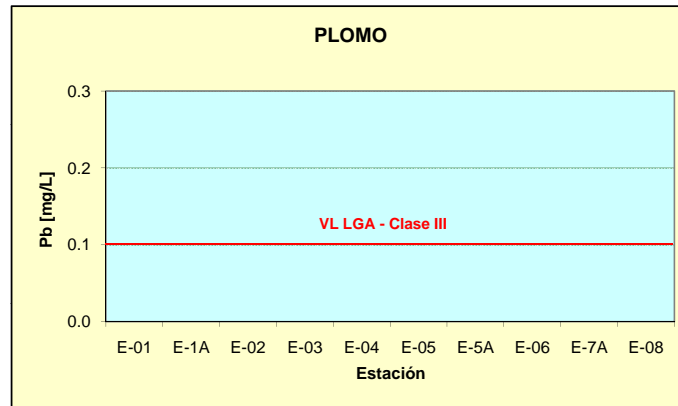 PLOMO
0.3
0.2
0.1
0.0
Pb [mg/L]
VL LGA - Clase III
E-01 E-1A E-02 E-03 E-04 E-05 E-5A E-06 E-7A E-08
Estación